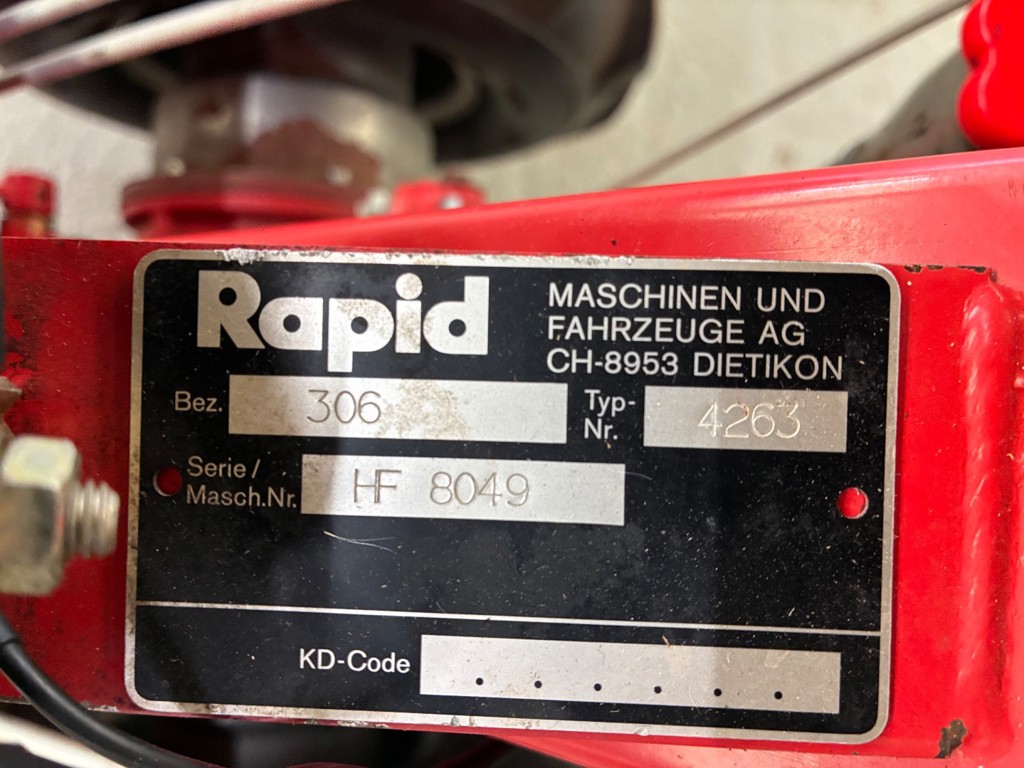 Rapid
MASCHINEN UND
FAHRZEUGE AG
CH-8953 DIETIKON
Bez. 306
Typ-
Nr. 4263
Serie/
Masch.Nr. HF 8049
KD-Code . . . . . .